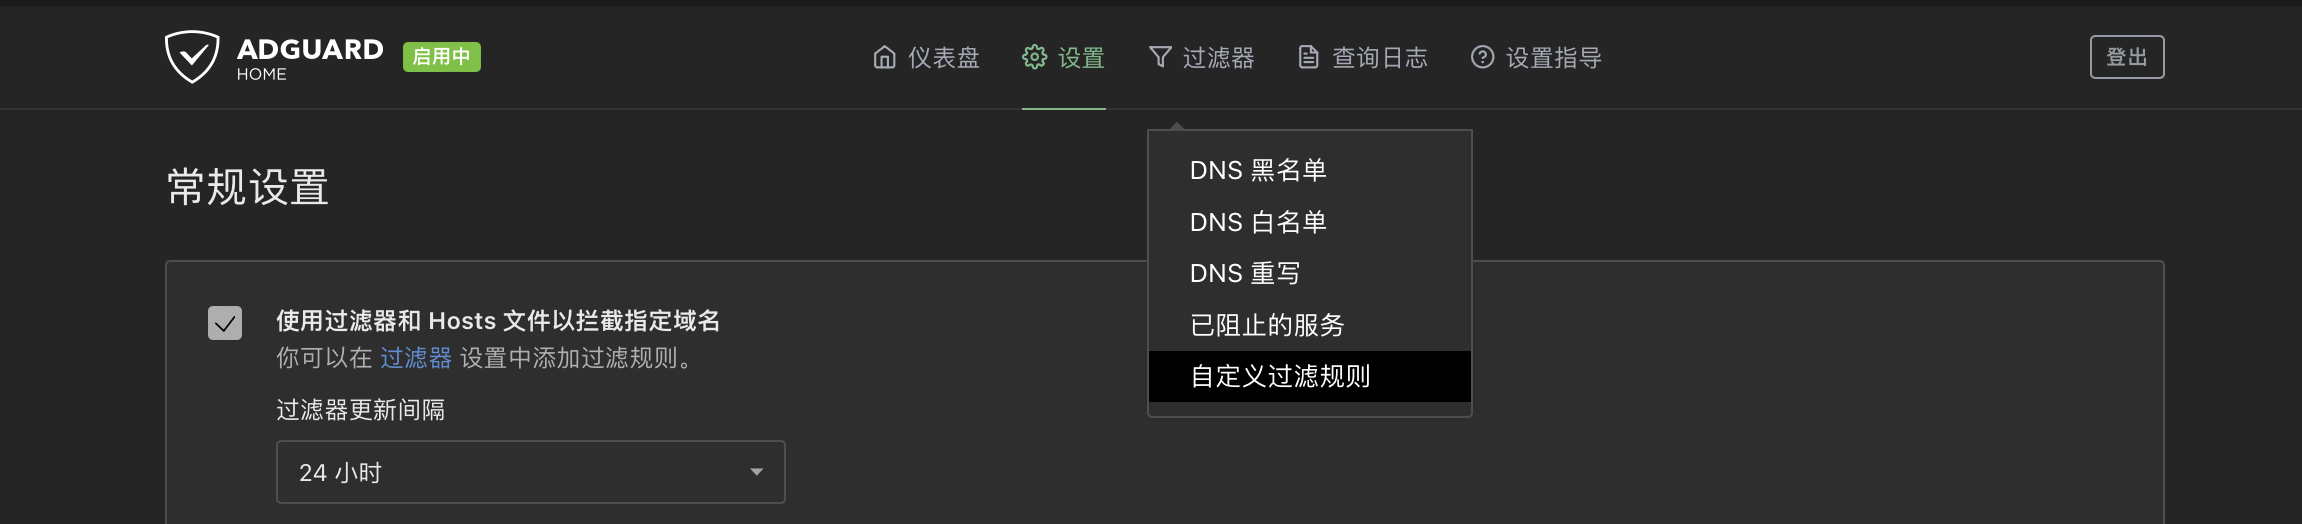 ADGUARD
HOME
启用中
仪表盘
设置
过滤器
查询日志
设置指导
登出
DNS 黑名单
DNS 白名单
DNS 重写
已阻止的服务
自定义过滤规则
常规设置
使用过滤器和 Hosts 文件以拦截指定域名
你可以在 过滤器 设置中添加过滤规则。
过滤器更新间隔
24 小时